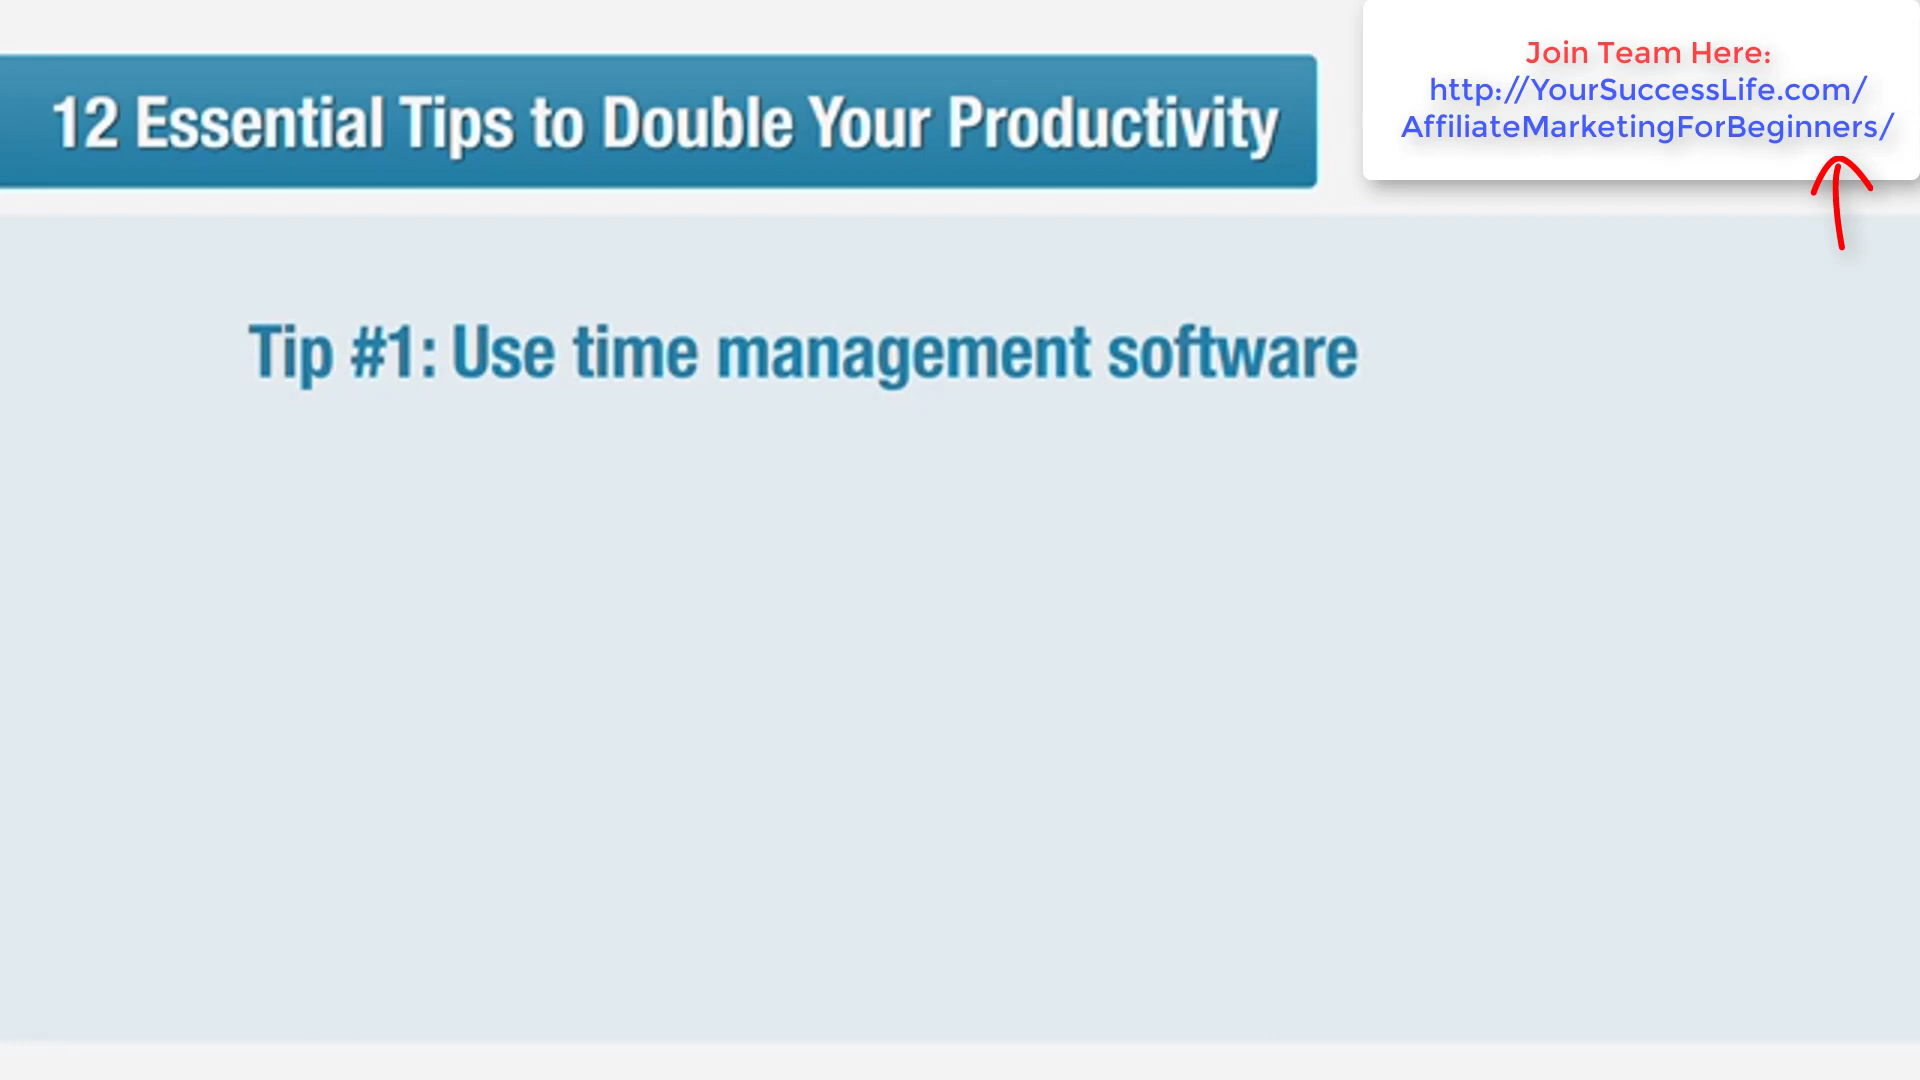 12 Essential Tips to Double Your Productivity
Join Team Here:
http://YourSuccessLife.com/
AffiliateMarketingForBeginners/
Tip #1: Use time management software